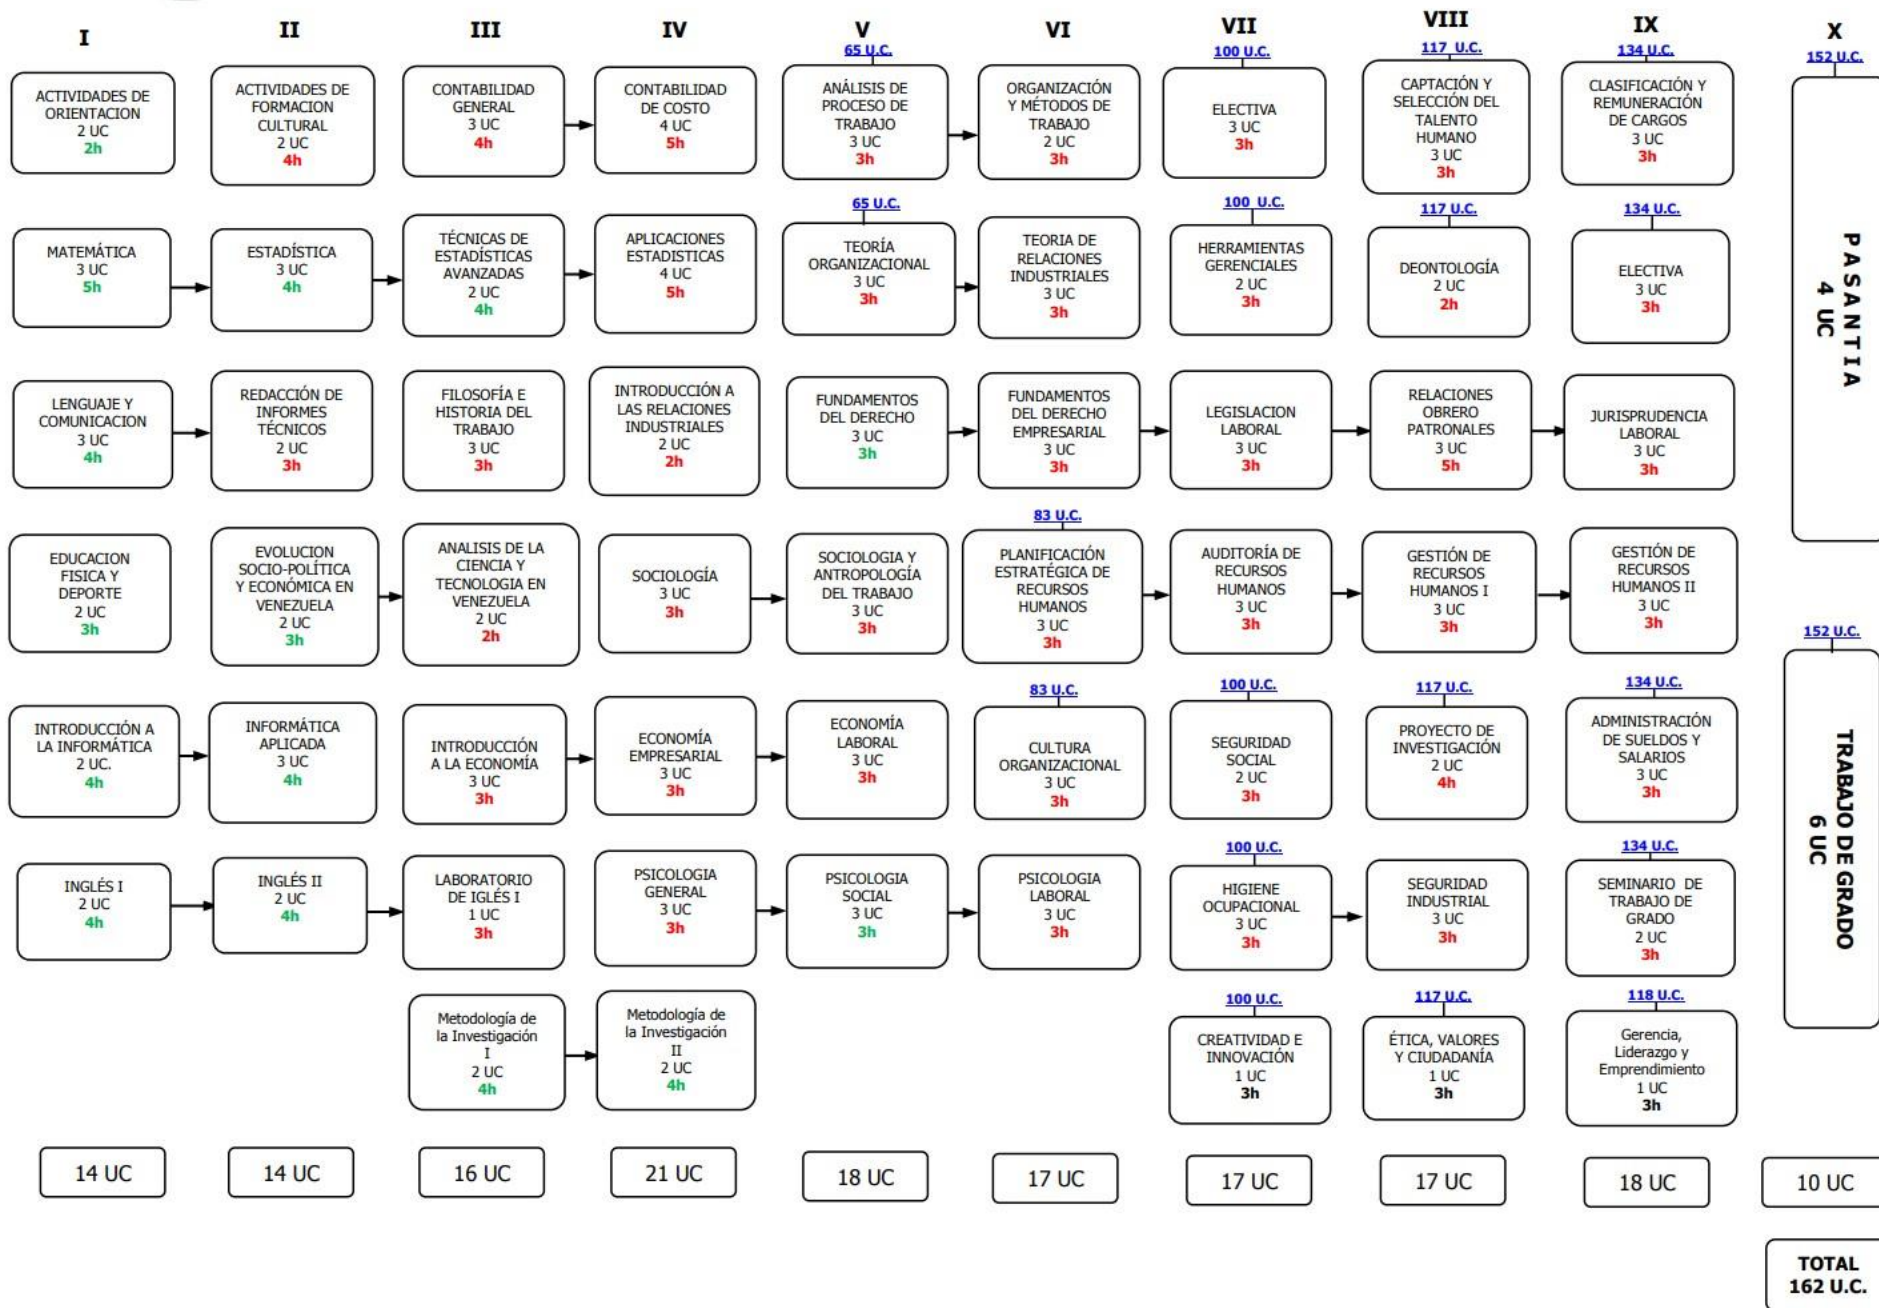 I
II
III
IV
V
VI
VII
VIII
IX
X
65 U.C.
100 U.C.
117 U.C.
134 U.C.
152 U.C.
ACTIVIDADES DE
ORIENTACION
2 UC
2h
ACTIVIDADES DE
FORMACION
CULTURAL
2 UC
4h
CONTABILIDAD
GENERAL
3 UC
4h
CONTABILIDAD
DE COSTO
4 UC
5h
ANÁLISIS DE
PROCESO DE
TRABAJO
3 UC
3h
ORGANIZACIÓN
Y MÉTODOS DE
TRABAJO
2 UC
3h
ELECTIVA
3 UC
3h
CAPTACIÓN Y
SELECCIÓN DEL
TALENTO
HUMANO
3 UC
3h
CLASIFICACIÓN Y
REMUNERACIÓN
DE CARGOS
3 UC
3h
PASANTIA
4 UC
65 U.C.
100 U.C.
117 U.C.
134 U.C.
MATEMÁTICA
3 UC
5h
ESTADÍSTICA
3 UC
4h
TÉCNICAS DE
ESTADÍSTICAS
AVANZADAS
2 UC
4h
APLICACIONES
ESTADISTICAS
4 UC
5h
TEORÍA
ORGANIZACIONAL
3 UC
3h
TEORIA DE
RELACIONES
INDUSTRIALES
3 UC
3h
HERRAMIENTAS
GERENCIALES
2 UC
3h
DEONTOLOGÍA
2 UC
2h
ELECTIVA
3 UC
3h
LENGUAJE Y
COMUNICACION
3 UC
4h
REDACCIÓN DE
INFORMES
TÉCNICOS
2 UC
3h
FILOSOFÍA E
HISTORIA DEL
TRABAJO
3 UC
3h
INTRODUCCIÓN A
LAS RELACIONES
INDUSTRIALES
2 UC
2h
FUNDAMENTOS
DEL DERECHO
3 UC
3h
FUNDAMENTOS
DEL DERECHO
EMPRESARIAL
3 UC
3h
LEGISLACION
LABORAL
3 UC
3h
RELACIONES
OBRERO
PATRONALES
3 UC
5h
JURISPRUDENCIA
LABORAL
3 UC
3h
83 U.C.
EDUCACION
FISICA Y
DEPORTE
2 UC
3h
EVOLUCION
SOCIO-POLÍTICA
Y ECONÓMICA EN
VENEZUELA
2 UC
3h
ANALISIS DE LA
CIENCIA Y
TECNOLOGIA EN
VENEZUELA
2 UC
2h
SOCIOLOGÍA
3 UC
3h
SOCIOLOGIA Y
ANTROPOLOGÍA
DEL TRABAJO
3 UC
3h
PLANIFICACIÓN
ESTRATÉGICA DE
RECURSOS
HUMANOS
3 UC
3h
AUDITORÍA DE
RECURSOS
HUMANOS
3 UC
3h
GESTIÓN DE
RECURSOS
HUMANOS I
3 UC
3h
GESTIÓN DE
RECURSOS
HUMANOS II
3 UC
3h
152 U.C.
TRABAJO DE GRADO
6 UC
83 U.C.
100 U.C.
117 U.C.
134 U.C.
INTRODUCCIÓN A
LA INFORMÁTICA
2 UC.
4h
INFORMÁTICA
APLICADA
3 UC
4h
INTRODUCCIÓN
A LA ECONOMÍA
3 UC
3h
ECONOMÍA
EMPRESARIAL
3 UC
3h
ECONOMÍA
LABORAL
3 UC
3h
CULTURA
ORGANIZACIONAL
3 UC
3h
SEGURIDAD
SOCIAL
2 UC
3h
PROYECTO DE
INVESTIGACIÓN
2 UC
4h
ADMINISTRACIÓN
DE SUELDOS Y
SALARIOS
3 UC
3h
100 U.C.
134 U.C.
INGLÉS I
2 UC
4h
INGLÉS II
2 UC
4h
LABORATORIO
DE IGLÉS I
1 UC
3h
PSICOLOGIA
GENERAL
3 UC
3h
PSICOLOGIA
SOCIAL
3 UC
3h
PSICOLOGIA
LABORAL
3 UC
3h
HIGIENE
OCUPACIONAL
3 UC
3h
SEGURIDAD
INDUSTRIAL
3 UC
3h
SEMINARIO DE
TRABAJO DE
GRADO
2 UC
3h
100 U.C.
117 U.C.
118 U.C.
Metodología de
la Investigación
I
2 UC
4h
Metodología de
la Investigación
II
2 UC
4h
CREATIVIDAD E
INNOVACIÓN
1 UC
3h
ÉTICA, VALORES
Y CIUDADANÍA
1 UC
3h
Gerencia,
Liderazgo y
Emprendimiento
1 UC
3h
14 UC
14 UC
16 UC
21 UC
18 UC
17 UC
17 UC
17 UC
18 UC
10 UC
TOTAL
162 U.C.